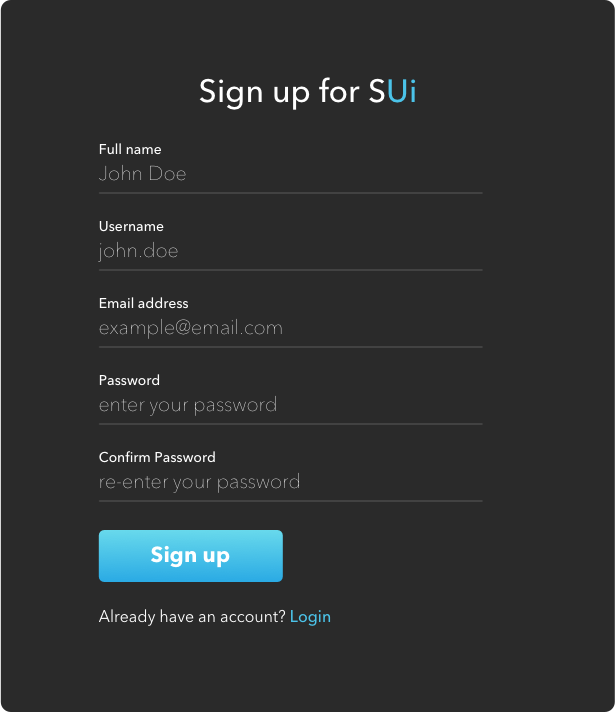 Sign up for SUi
Full name
John Doe
Username
john.doe
Email address
example@email.com
Password
enter your password
Confirm Password
re-enter your password
Sign up
Already have an account? Login